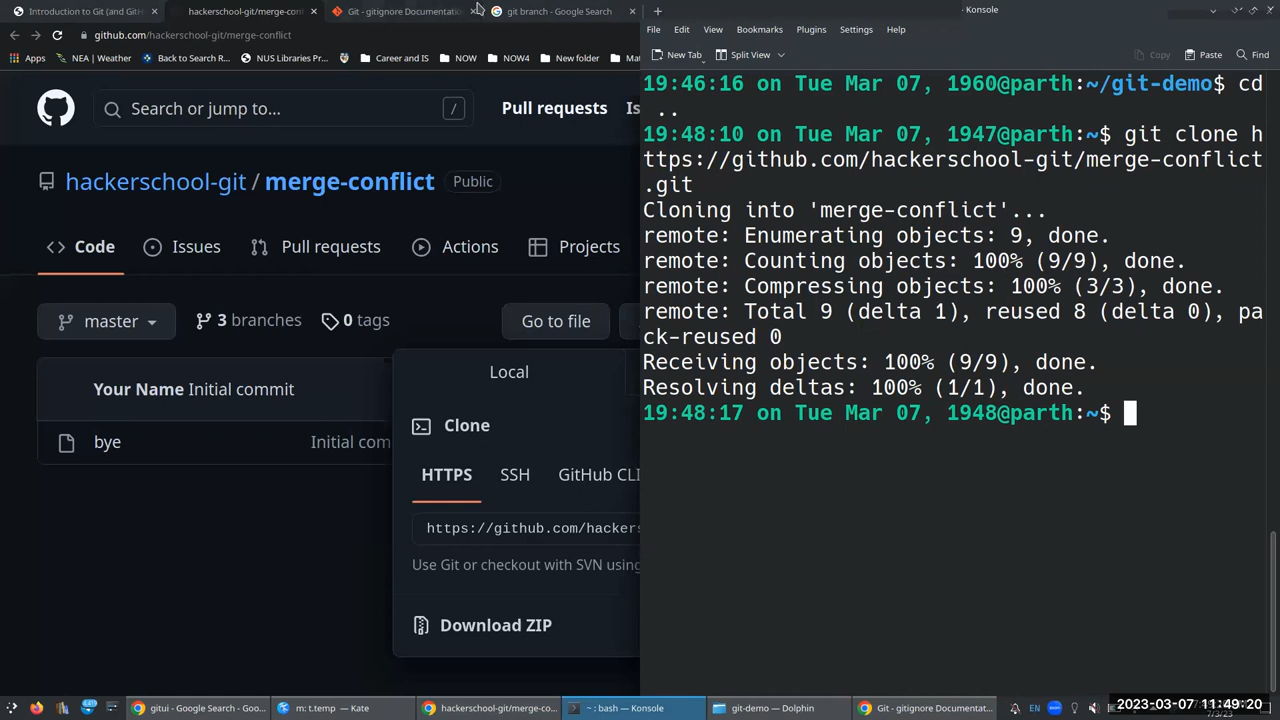 Introduction to Git (and GitH
hackerschool-git/merge-conf
Git - gitignore Documentatio
git branch - Google Search
github.com/hackerschool-git/merge-conflict
Apps
NEA | Weather
Back to Search R...
NUS Libraries Pr...
Career and IS
NOW
NOW4
New folder
Mat
Search or jump to...
/
Pull requests
Is
hackerschool-git / merge-conflict
Public
Code
Issues
Pull requests
Actions
Projects
master
3 branches
0 tags
Go to file
Your Name Initial commit
bye
Initial com
Local
Clone
HTTPS
SSH
GitHub CLI
https://github.com/hackers
Use Git or checkout with SVN using
Download ZIP
Konsole
File
Edit
View
Bookmarks
Plugins
Settings
Help
New Tab
Split View
Copy
Paste
Find
19:46:16 on Tue Mar 07, 1960@parth:~/git-demo$ cd
..
19:48:10 on Tue Mar 07, 1947@parth:~$ git clone h
ttps://github.com/hackerschool-git/merge-conflict
.git
Cloning into 'merge-conflict'...
remote: Enumerating objects: 9, done.
remote: Counting objects: 100% (9/9), done.
remote: Compressing objects: 100% (3/3), done.
remote: Total 9 (delta 1), reused 8 (delta 0), pa
ck-reused 0
Receiving objects: 100% (9/9), done.
Resolving deltas: 100% (1/1), done.
19:48:17 on Tue Mar 07, 1948@parth:~$
gitui - Google Search - Goo...
m: t.temp — Kate
hackerschool-git/merge-co...
~ : bash — Konsole
git-demo — Dolphin
Git - gitignore Documentat...
EN
2023-03-07 11:49:20
7/3/23